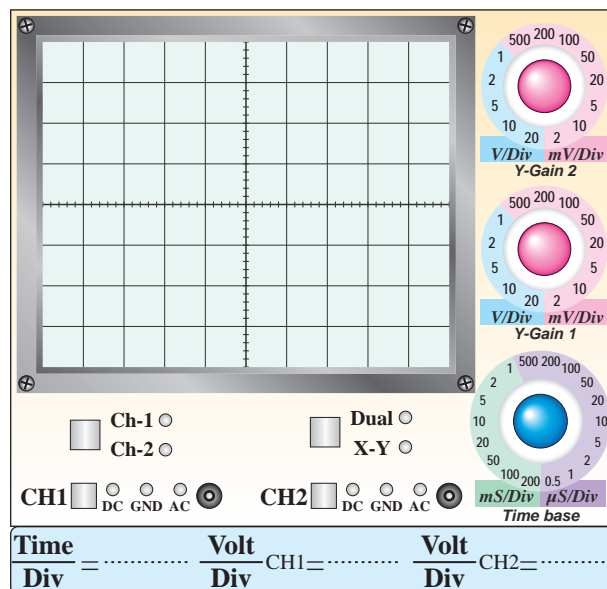 500 200 100
1 50
2 20
5 10
10 5
20 2
V/Div mV/Div
Y-Gain 2
500 200 100
1 50
2 20
5 10
10 5
20 2
V/Div mV/Div
Y-Gain 1
1 500 200
2 100
5 50
10 20
20 10
50 5
100 2
200 0.5 1
mS/Div µS/Div
Time base
Ch-1
Ch-2
Dual
X-Y
CH1 DC GND AC
CH2 DC GND AC
Time/Div = ............... Volt/Div CH1= ............ Volt/Div CH2= ............